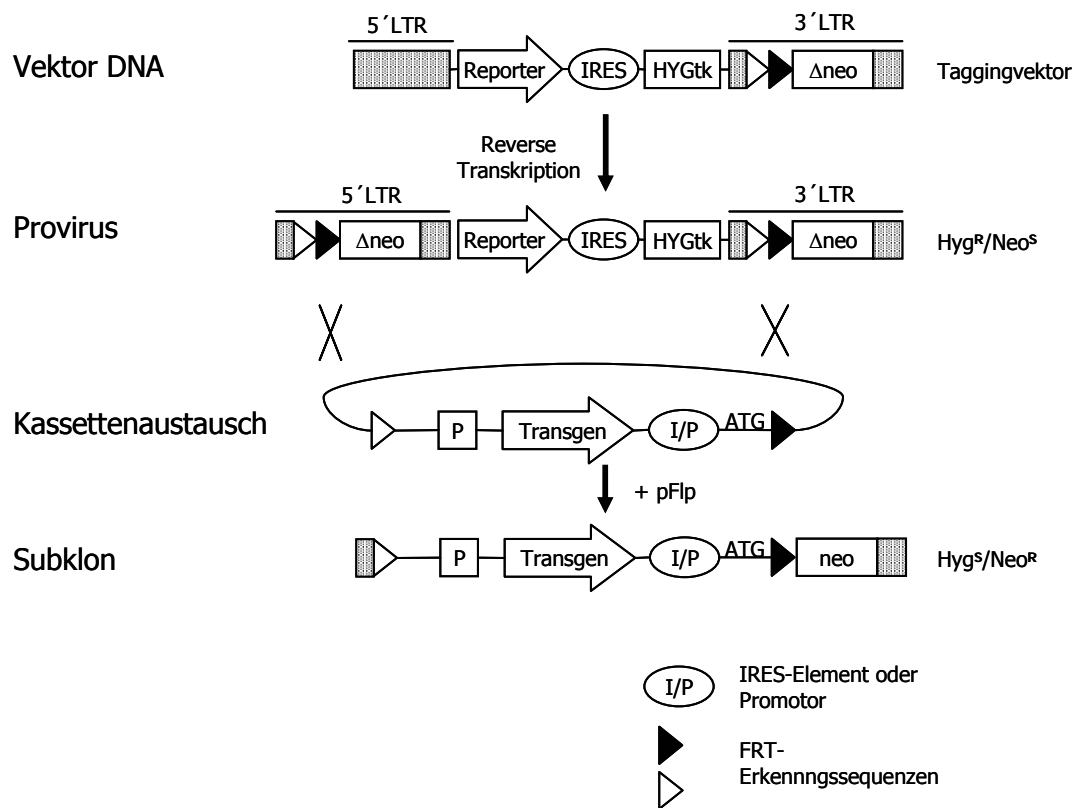 5´LTR
3´LTR
Vektor DNA
Reporter
IRES
HYGtk
Δneo
Taggingvektor
Reverse
Transkription
5´LTR
3´LTR
Provirus
Δneo
Reporter
IRES
HYGtk
Δneo
Hygᴿ/Neoˢ
Kassettenaustausch
P
Transgen
I/P
ATG
+ pFlp
Subklon
P
Transgen
I/P
ATG
neo
Hygˢ/Neoᴿ
I/P
IRES-Element oder
Promotor
FRT-
Erkennngssequenzen